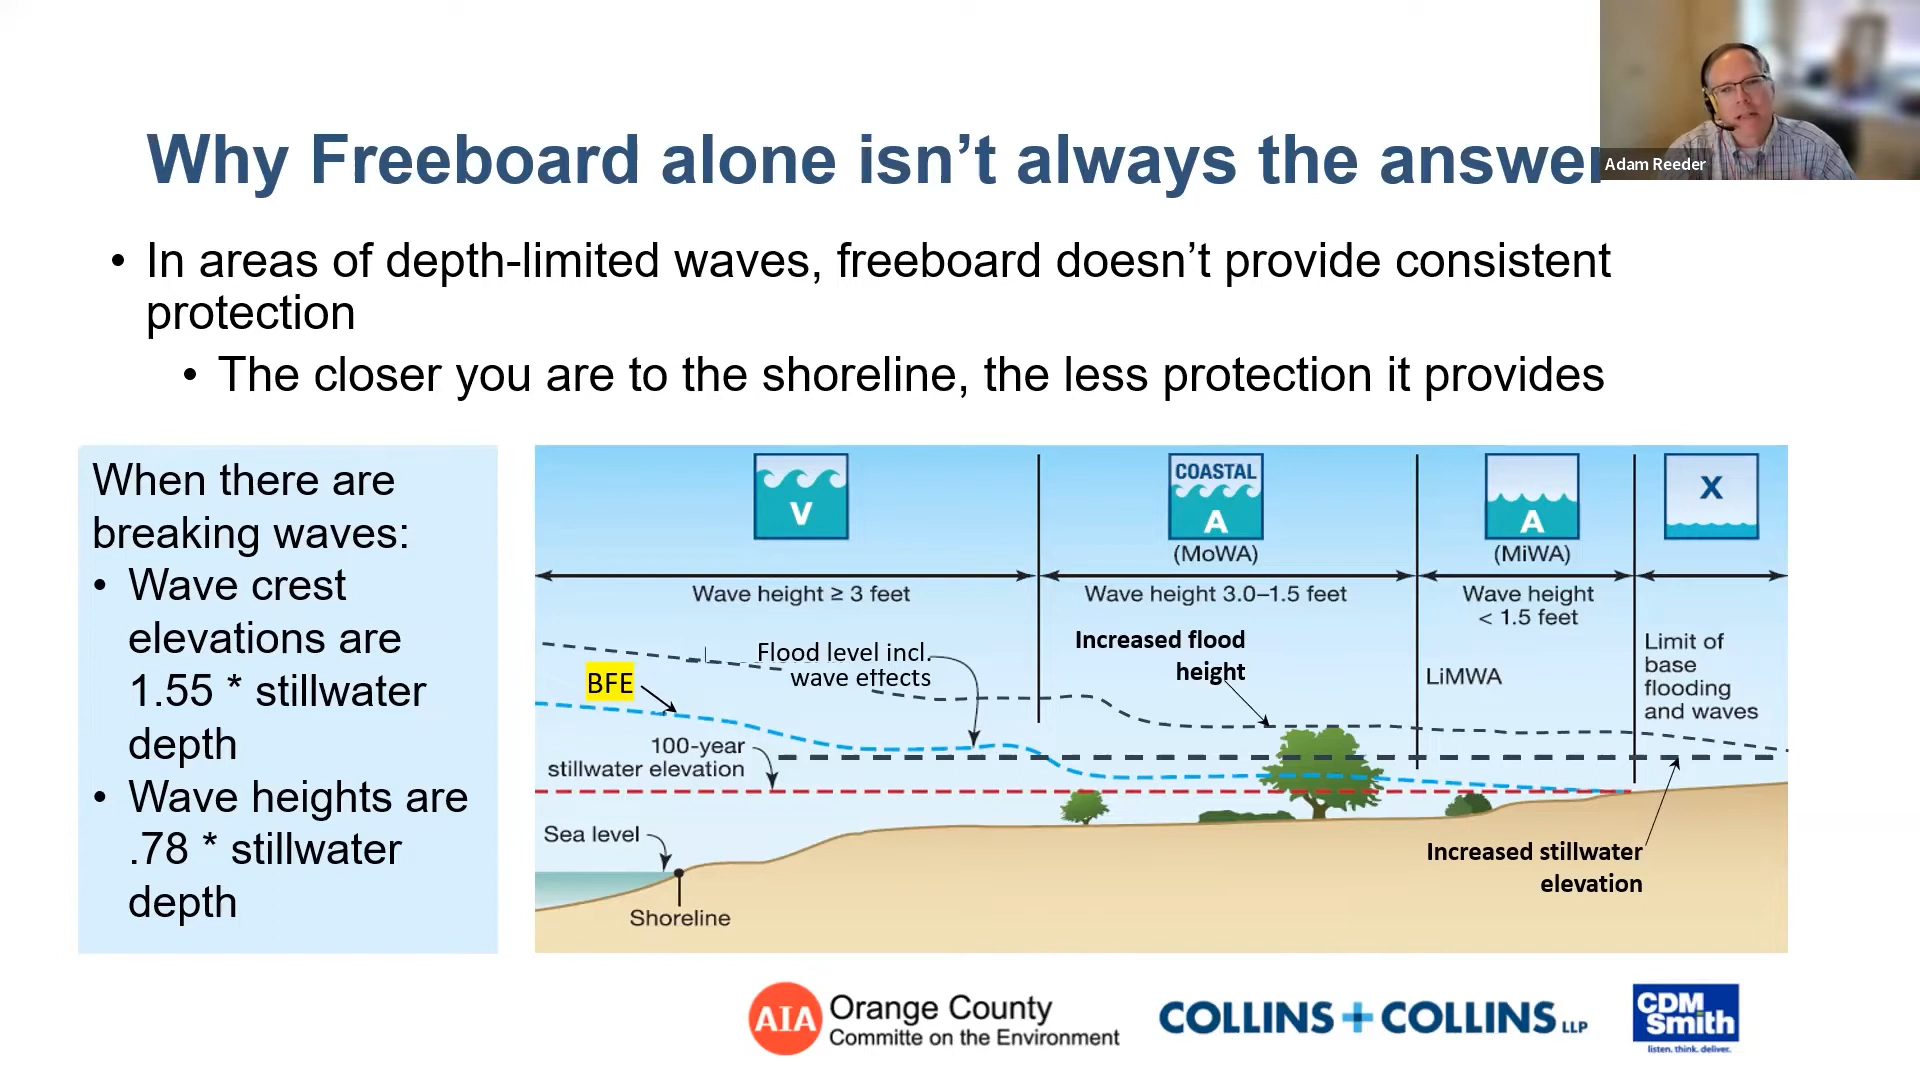 Why Freeboard alone isn't always the answer
Adam Reeder
• In areas of depth-limited waves, freeboard doesn't provide consistent
protection
• The closer you are to the shoreline, the less protection it provides
When there are
breaking waves:
• Wave crest
elevations are
1.55 * stillwater
depth
• Wave heights are
.78 * stillwater
depth
V
COASTAL
A
(MoWA)
A
(MiWA)
X
Wave height ≥ 3 feet
Wave height 3.0–1.5 feet
Wave height
< 1.5 feet
Limit of
base
flooding
and waves
Flood level incl.
wave effects
Increased flood
height
LiMWA
BFE
100-year
stillwater elevation
Sea level
Shoreline
Increased stillwater
elevation
AIA
Orange County
Committe on the Environment
COLLINS + COLLINS LLP
CDM
Smith
listen. think. deliver.